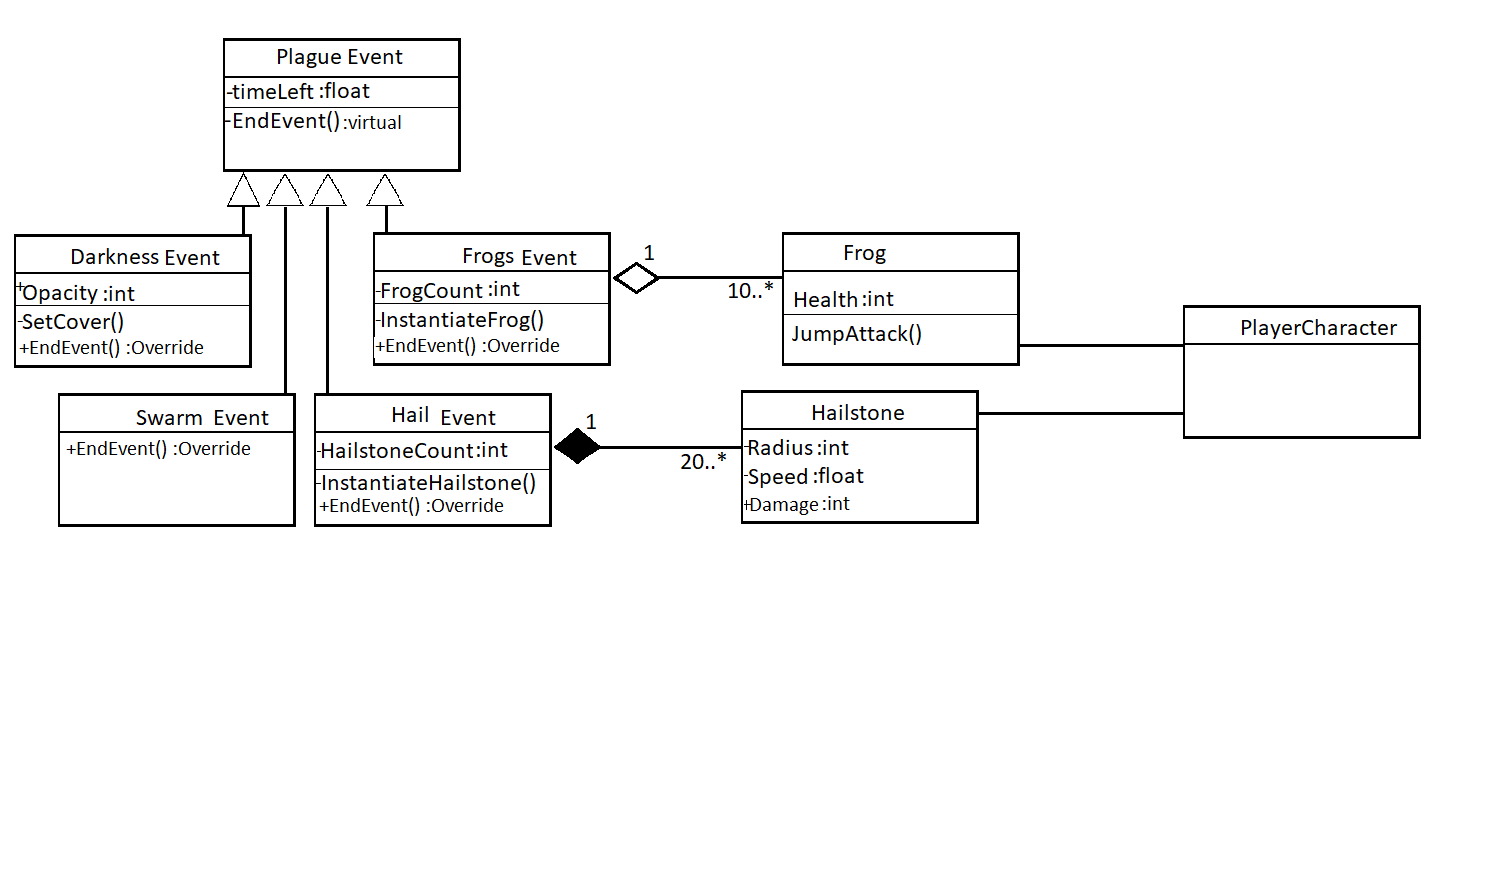 Plague Event
-timeLeft :float
-EndEvent() :virtual
Darkness Event
+Opacity :int
-SetCover()
+EndEvent() :Override
Frogs Event
-FrogCount :int
-InstantiateFrog()
+EndEvent() :Override
1
10..*
Frog
Health :int
JumpAttack()
PlayerCharacter
Swarm Event
+EndEvent() :Override
Hail Event
-HailstoneCount :int
-InstantiateHailstone()
+EndEvent() :Override
1
20..*
Hailstone
-Radius :int
-Speed :float
+Damage :int